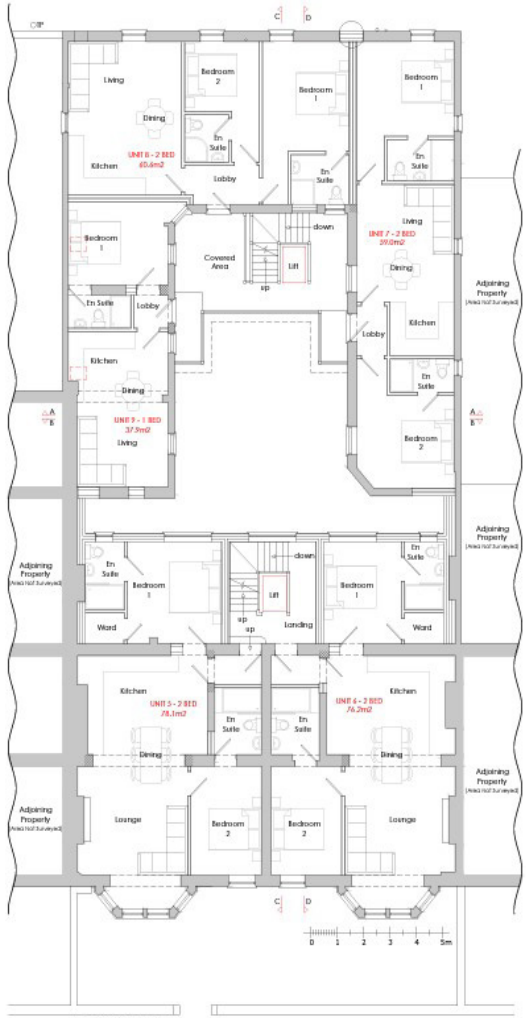 C D
Living
Bedroom
2
Bedroom
1
Bedroom
1
Dining
En
Suite
En
Suite
UNIT 8 - 2 BED
60.6m2
Kitchen
En
Suite
Lobby
Living
UNIT 7 - 2 BED
59.0m2
down
Bedroom
1
Covered
Area
Lift
Dining
up
Adjoining
Property
(Area Not Surveyed)
En Suite
Lobby
Kitchen
Lobby
Kitchen
En
Suite
Dining
A
B
UNIT 9 - 1 BED
37.9m2
Living
A
B
Bedroom
2
Adjoining
Property
(Area Not Surveyed)
Adjoining
Property
(Area Not Surveyed)
En
Suite
down
En
Suite
Bedroom
1
Lift
Bedroom
1
up
up
Landing
Ward
Ward
Kitchen
UNIT 5 - 2 BED
78.1m2
UNIT 6 - 2 BED
76.2m2
Kitchen
En
Suite
En
Suite
Dining
Dining
Adjoining
Property
(Area Not Surveyed)
Adjoining
Property
(Area Not Surveyed)
Lounge
Bedroom
2
Bedroom
2
Lounge
C D
0 1 2 3 4 5m